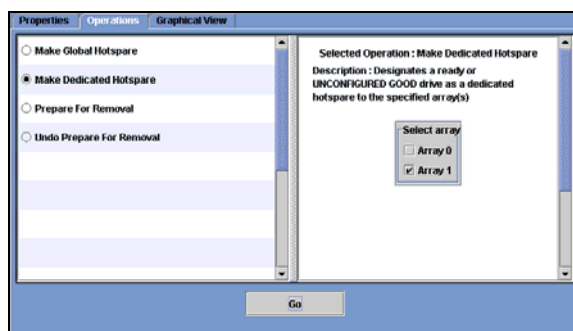 Properties Operations Graphical View
Make Global Hotspare
Make Dedicated Hotspare
Prepare For Removal
Undo Prepare For Removal
Selected Operation : Make Dedicated Hotspare
Description : Designates a ready or
UNCONFIGURED GOOD drive as a dedicated
hotspare to the specified array(s)
Select array
Array 0
Array 1
Go